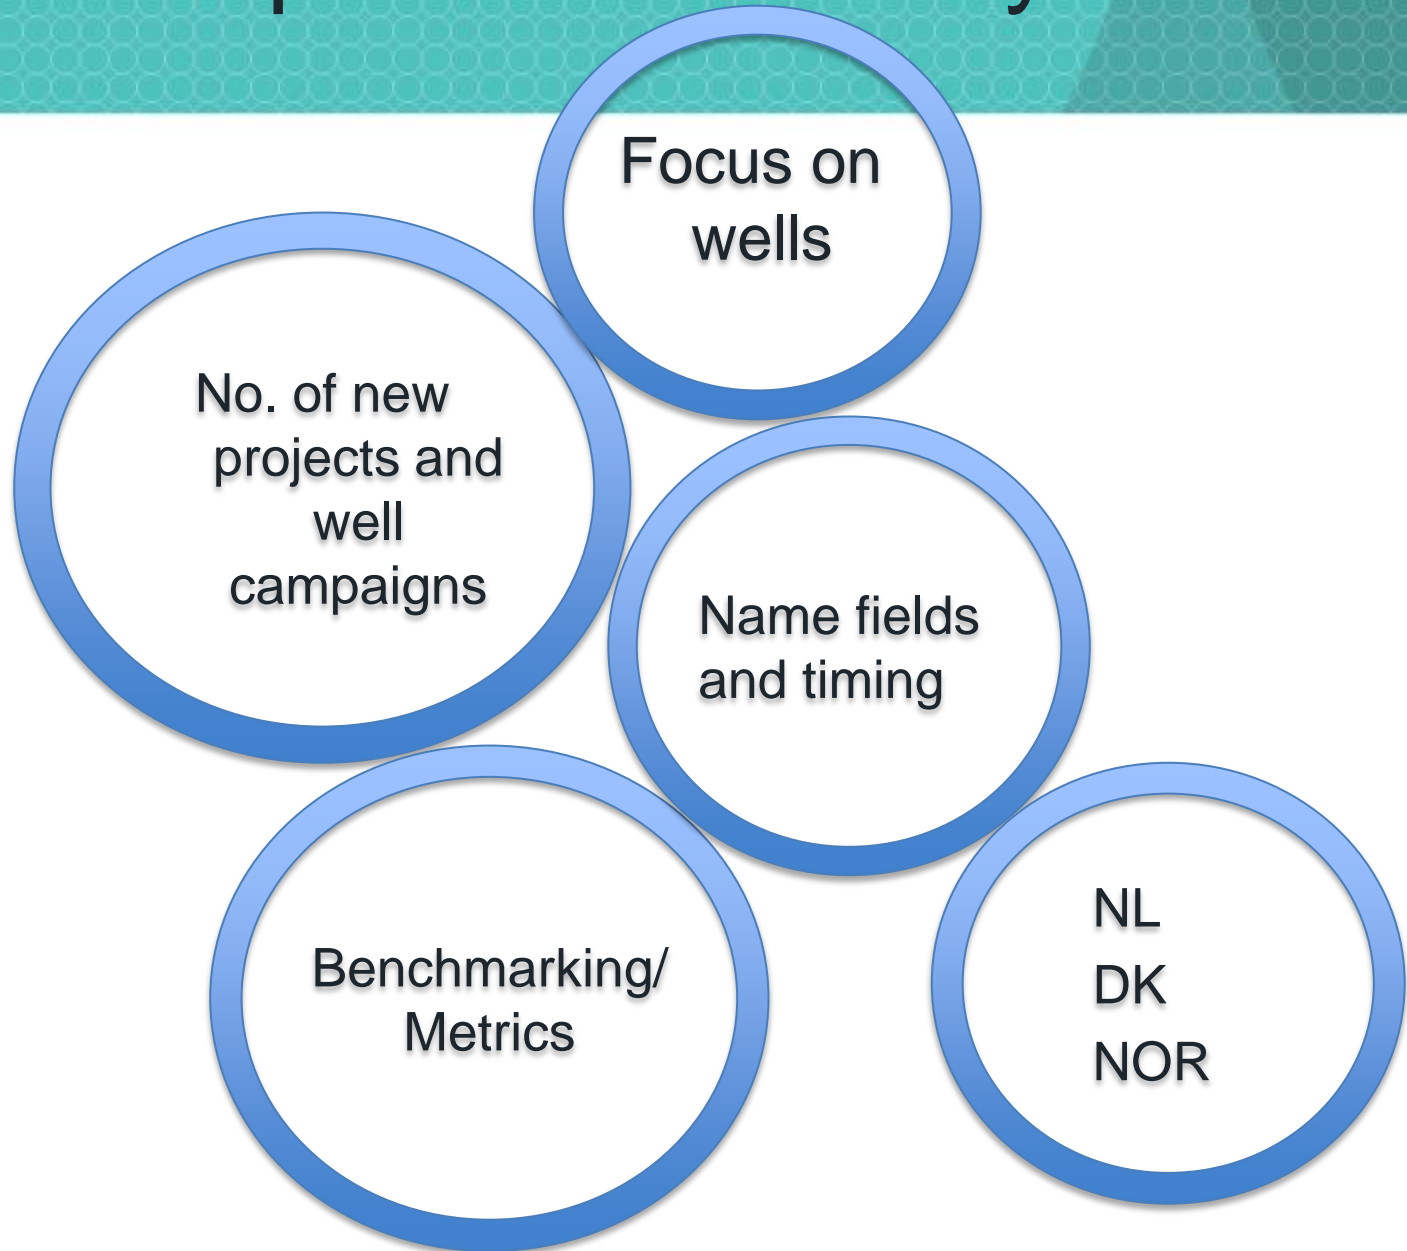 Focus on
wells
No. of new
projects and
well
campaigns
Name fields
and timing
Benchmarking/
Metrics
NL
DK
NOR